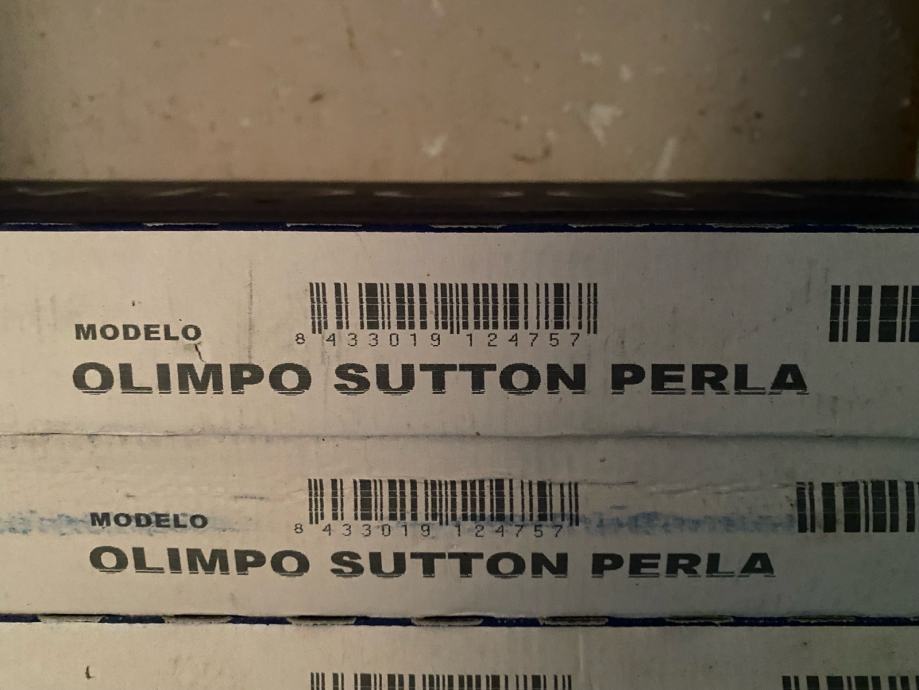 MODELO
8 433019 124757
OLIMPO SUTTON PERLA
MODELO
8 433019 124757
OLIMPO SUTTON PERLA